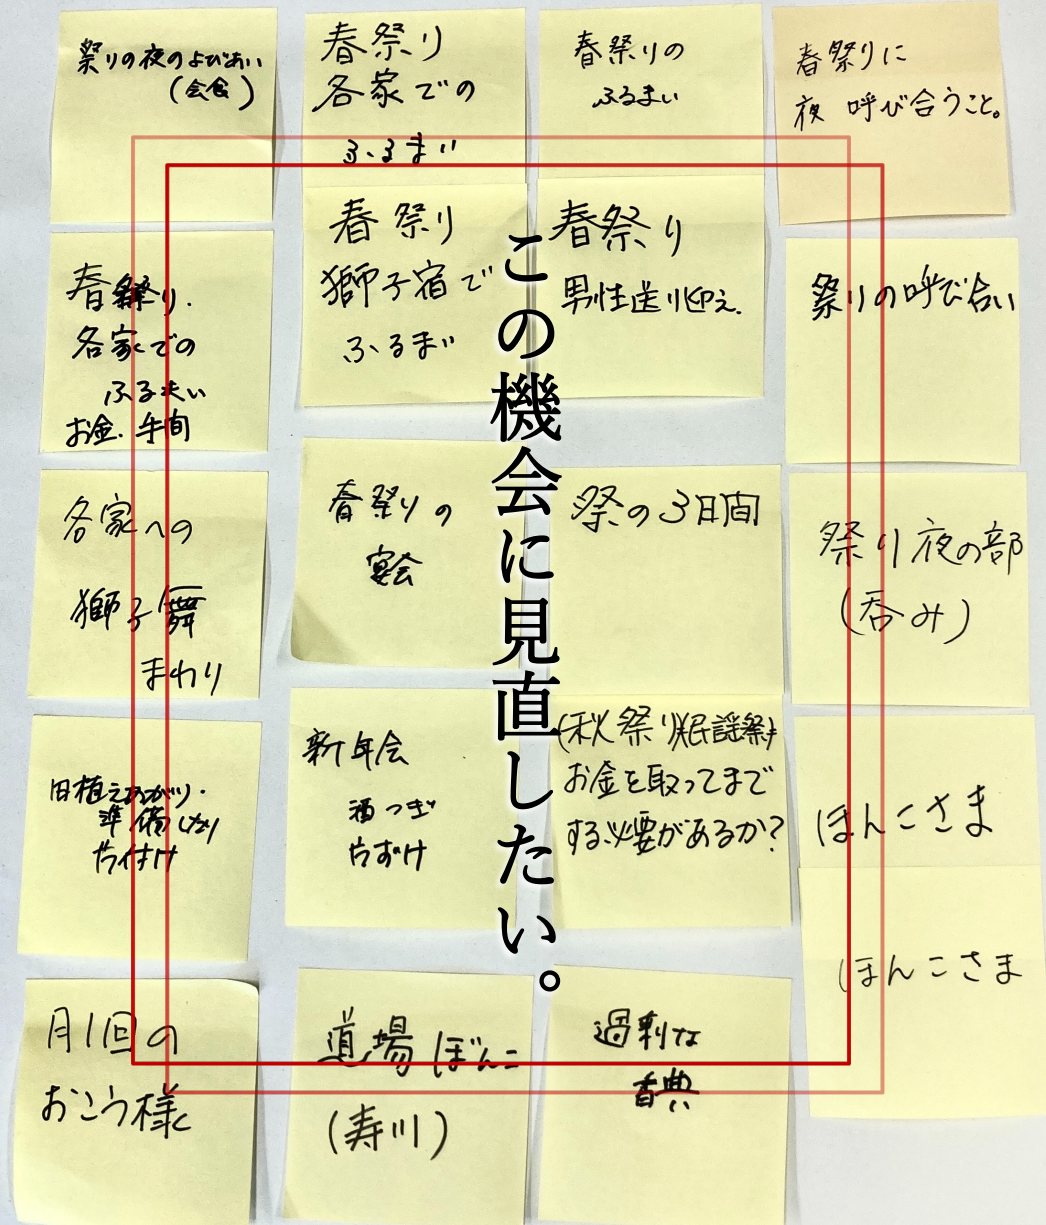 祭りの夜のよびあい
(会食)
春祭り
各家での
ふるまい
春祭りの
ふるまい
春祭りに
夜 呼び合うこと。
春祭り.
各家での
ふるまい
お金.手間
春祭り
獅子宿で
ふるまい
春祭り
男性送り迎え.
祭りの呼び合い
各家への
獅子舞
まわり
春祭りの
宴会
祭の3日間
祭り夜の部
(呑み)
田植えあがり.
準備したり
片付け
新年会
酒つぎ
(秋祭り)(民謡祭)
お金を取ってまで
する必要があるか?
ほんこさま
ほんこさま
月1回の
おこう様
道場ぼんこ
(寿川)
過剰な
香典
この機会に見直したい。